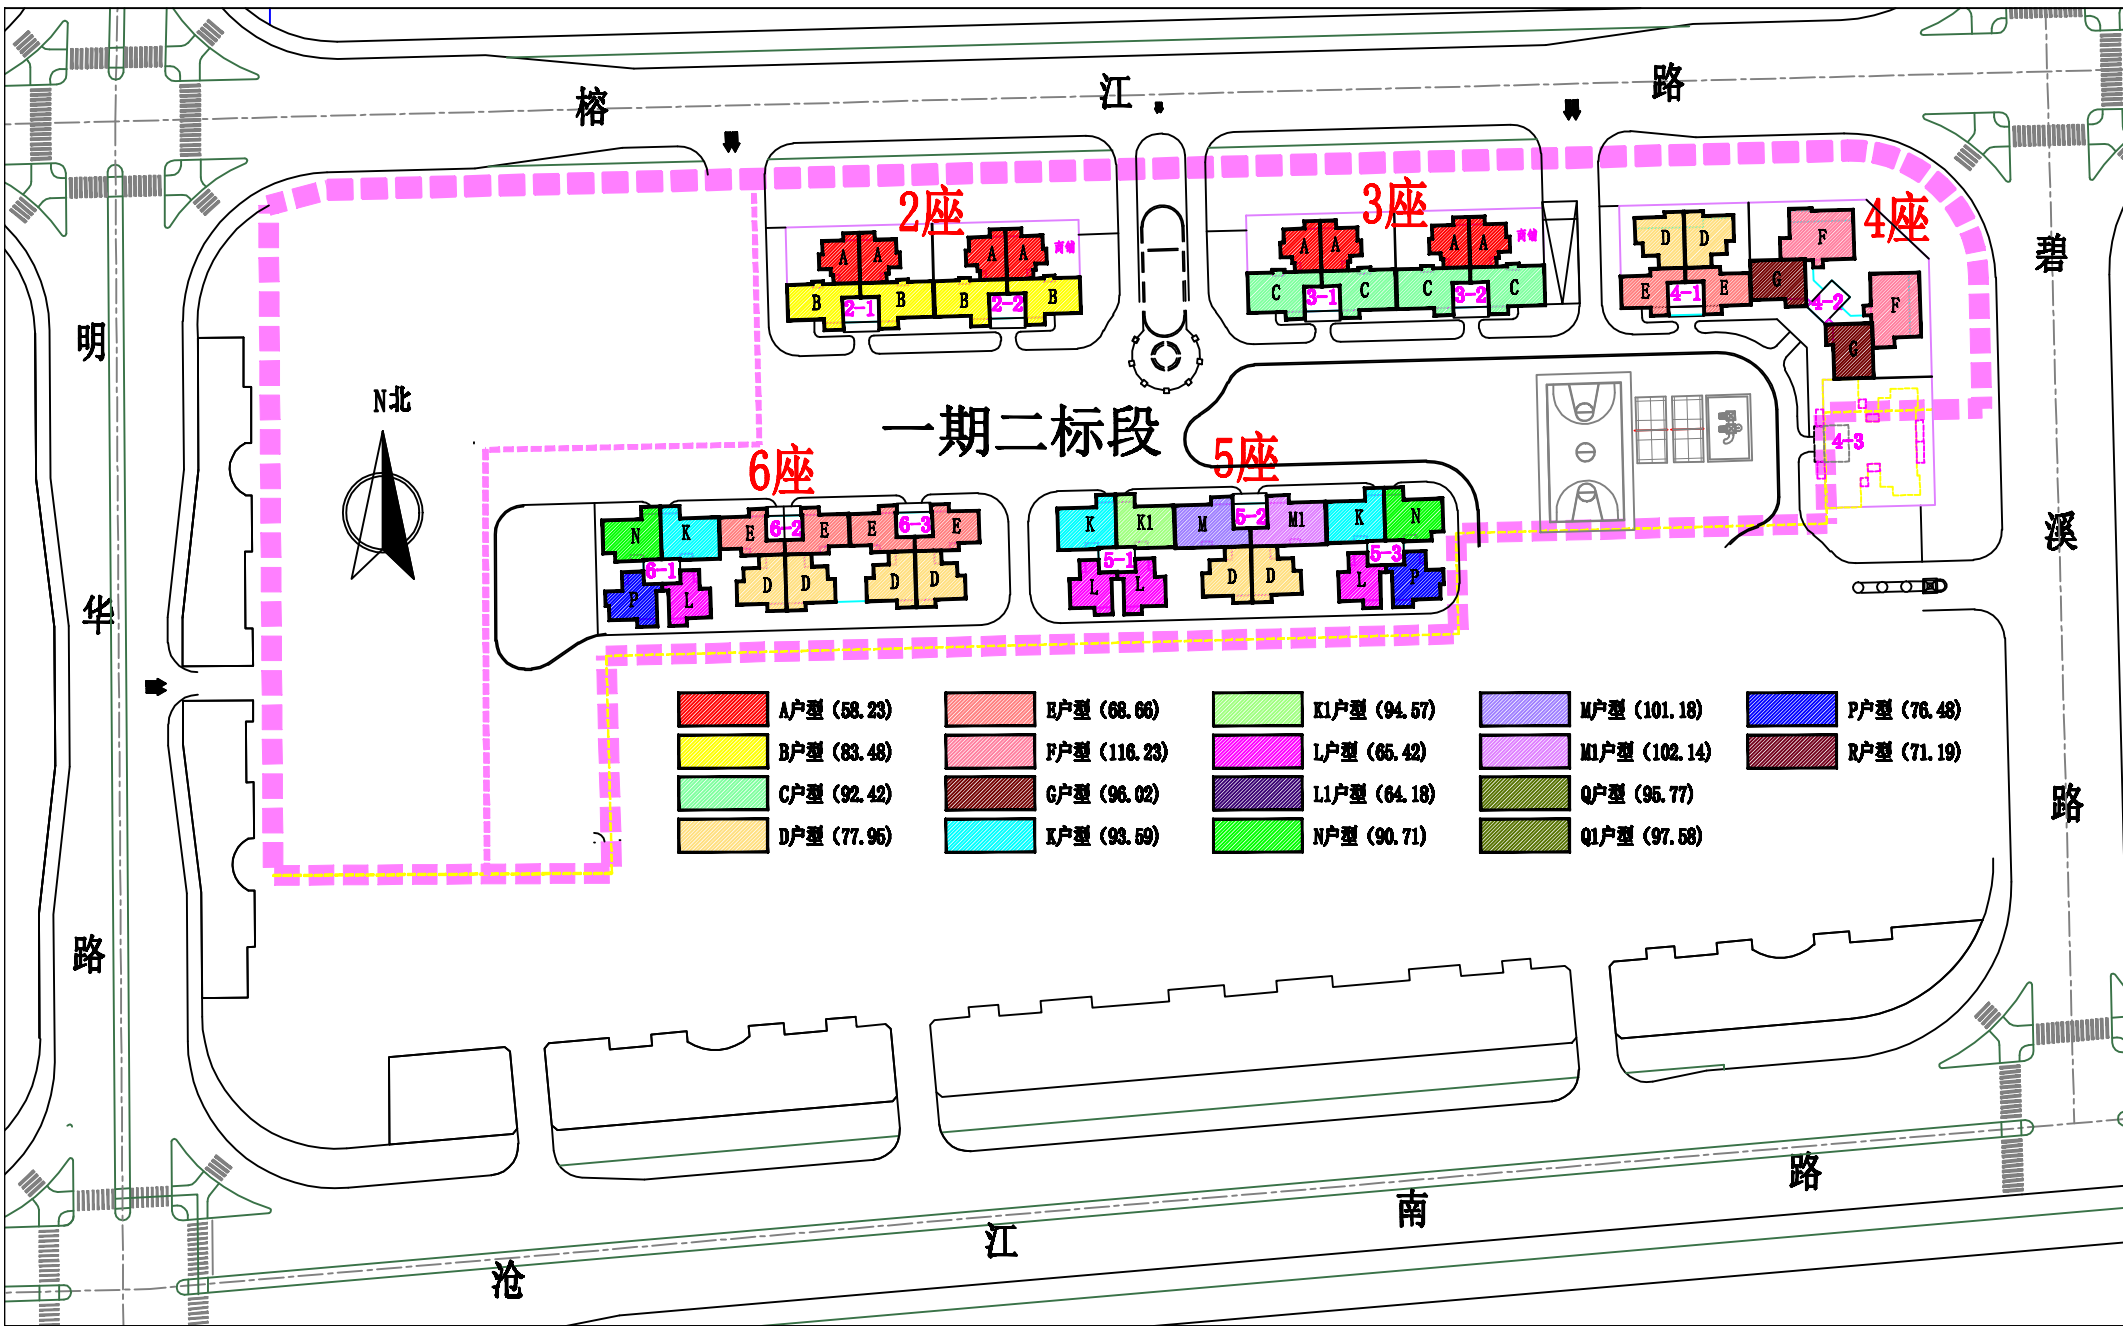 榕
江
路
2座
3座
4座
A
A
A
A
商铺
B
2-1
B
B
2-2
B
A
A
A
A
商铺
C
3-1
C
C
3-2
C
D
D
F
E
4-1
E
G
4-2
F
G
4-3
碧
溪
路
明
华
路
N北
一期二标段
6座
5座
N
K
E
6-2
E
E
6-3
E
6-1
P
L
D
D
D
D
K
K1
M
5-2
M1
K
N
5-1
5-3
L
L
D
D
L
P
A户型 (58.23)
E户型 (68.66)
K1户型 (94.57)
M户型 (101.18)
P户型 (76.48)
B户型 (83.48)
F户型 (116.23)
L户型 (65.42)
M1户型 (102.14)
R户型 (71.19)
C户型 (92.42)
G户型 (96.02)
L1户型 (64.18)
Q户型 (95.77)
D户型 (77.95)
K户型 (93.59)
N户型 (90.71)
Q1户型 (97.58)
沧
江
南
路